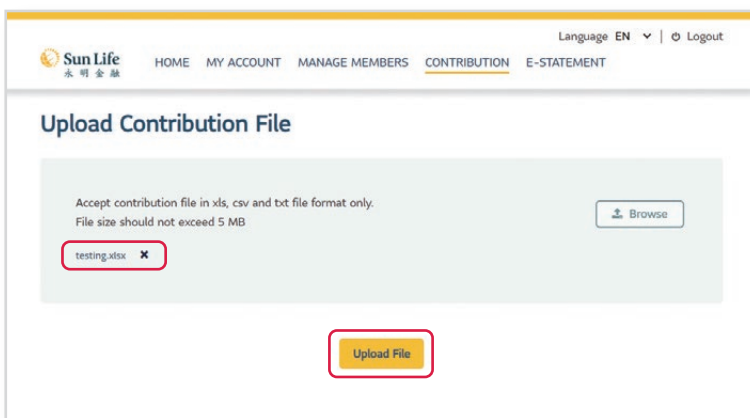 Language EN | Logout
Sun Life
永明金融
HOME MY ACCOUNT MANAGE MEMBERS CONTRIBUTION E-STATEMENT
Upload Contribution File
Accept contribution file in xls, csv and txt file format only.
File size should not exceed 5 MB
Browse
testing.xlsx
Upload File